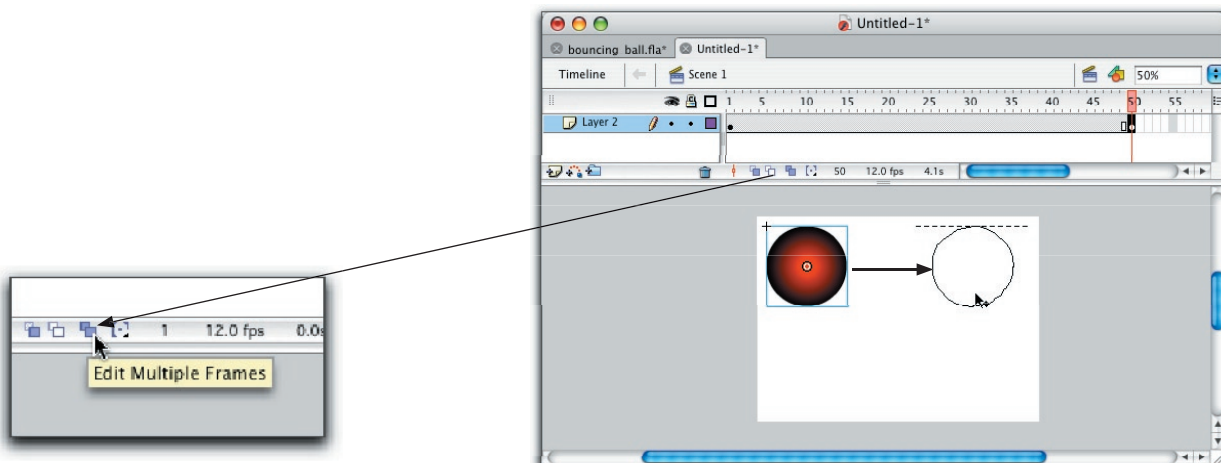 Untitled-1*
bouncing ball.fla* Untitled-1*
Timeline Scene 1 50%
1 5 10 15 20 25 30 35 40 45 50 55
Layer 2
50 12.0 fps 4.1s
1 12.0 fps 0.0s
Edit Multiple Frames